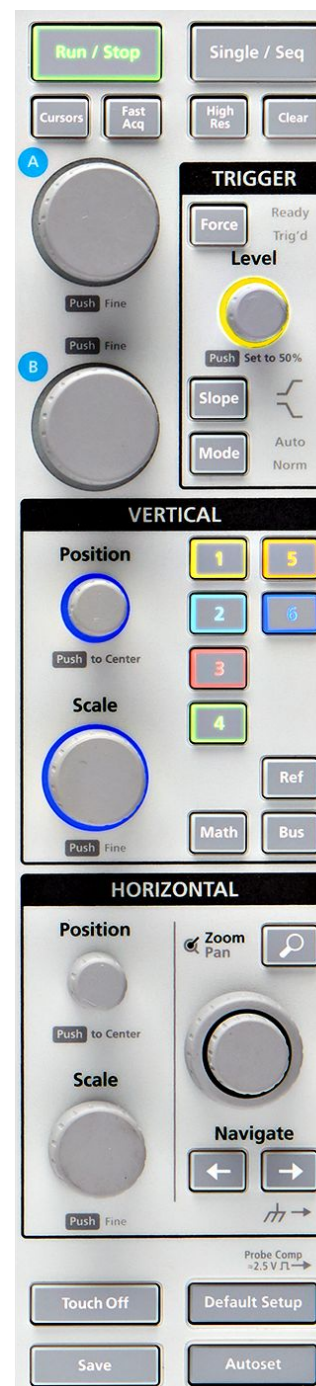 Run / Stop
Single / Seq
Cursors
Fast
Acq
High
Res
Clear
A
Push Fine
Push Fine
B
TRIGGER
Force
Ready
Trig'd
Level
Push Set to 50%
Slope
Mode
Auto
Norm
VERTICAL
Position
Push to Center
Scale
Push Fine
1
5
2
6
3
4
Ref
Math
Bus
HORIZONTAL
Position
Push to Center
Scale
Push Fine
Zoom
Pan
Navigate
Probe Comp
≈2.5 V
Touch Off
Default Setup
Save
Autoset